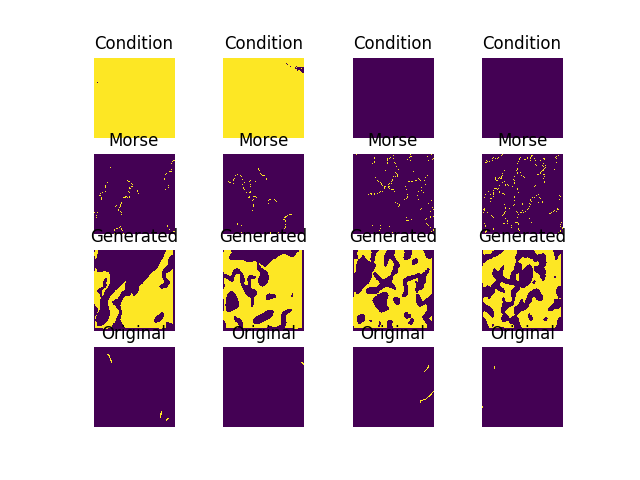 Condition Condition Condition Condition
Morse Morse Morse Morse
Generated Generated Generated Generated
Original Original Original Original